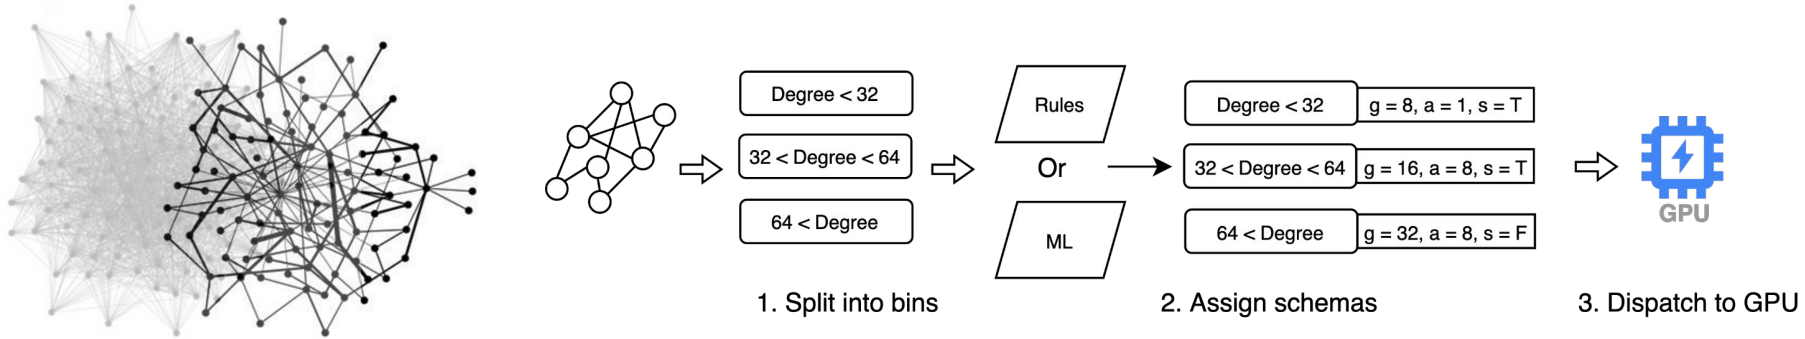 Degree < 32
32 < Degree < 64
64 < Degree
1. Split into bins
Rules
Or
ML
Degree < 32
g = 8, a = 1, s = T
32 < Degree < 64
g = 16, a = 8, s = T
64 < Degree
g = 32, a = 8, s = F
2. Assign schemas
GPU
3. Dispatch to GPU